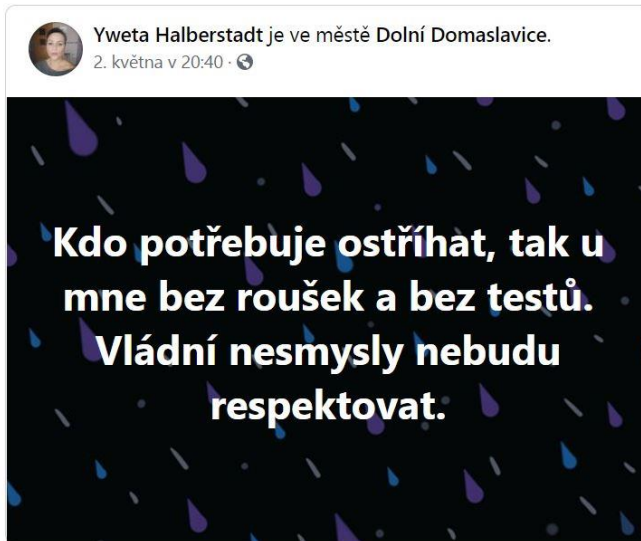 Yweta Halberstadt je ve městě Dolní Domaslavice.
2. května v 20:40 ·
Kdo potřebuje ostříhat, tak u
mne bez roušek a bez testů.
Vládní nesmysly nebudu
respektovat.